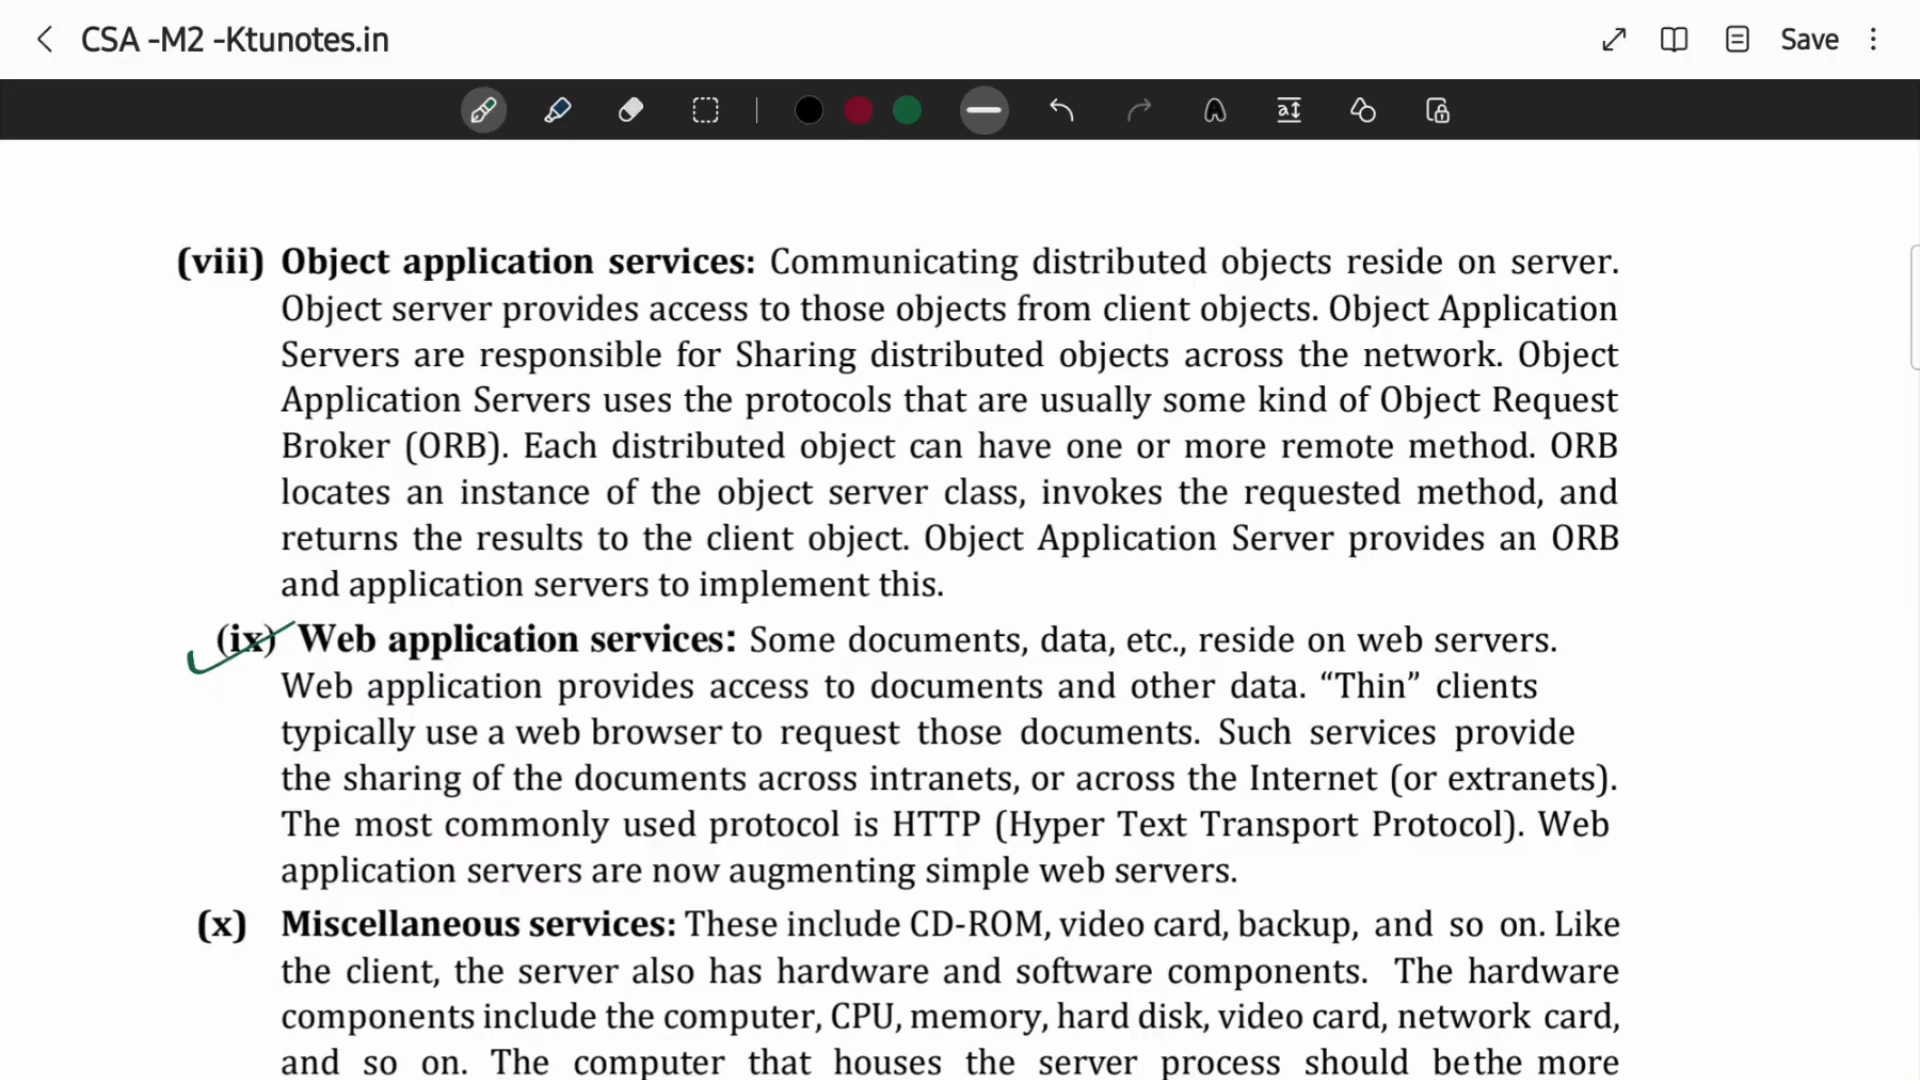 CSA -M2 -Ktunotes.in
Save
(viii) Object application services: Communicating distributed objects reside on server.
Object server provides access to those objects from client objects. Object Application
Servers are responsible for Sharing distributed objects across the network. Object
Application Servers uses the protocols that are usually some kind of Object Request
Broker (ORB). Each distributed object can have one or more remote method. ORB
locates an instance of the object server class, invokes the requested method, and
returns the results to the client object. Object Application Server provides an ORB
and application servers to implement this.
(ix) Web application services: Some documents, data, etc., reside on web servers.
Web application provides access to documents and other data. “Thin” clients
typically use a web browser to request those documents. Such services provide
the sharing of the documents across intranets, or across the Internet (or extranets).
The most commonly used protocol is HTTP (Hyper Text Transport Protocol). Web
application servers are now augmenting simple web servers.
(x) Miscellaneous services: These include CD-ROM, video card, backup, and so on. Like
the client, the server also has hardware and software components. The hardware
components include the computer, CPU, memory, hard disk, video card, network card,
and so on. The computer that houses the server process should bethe more